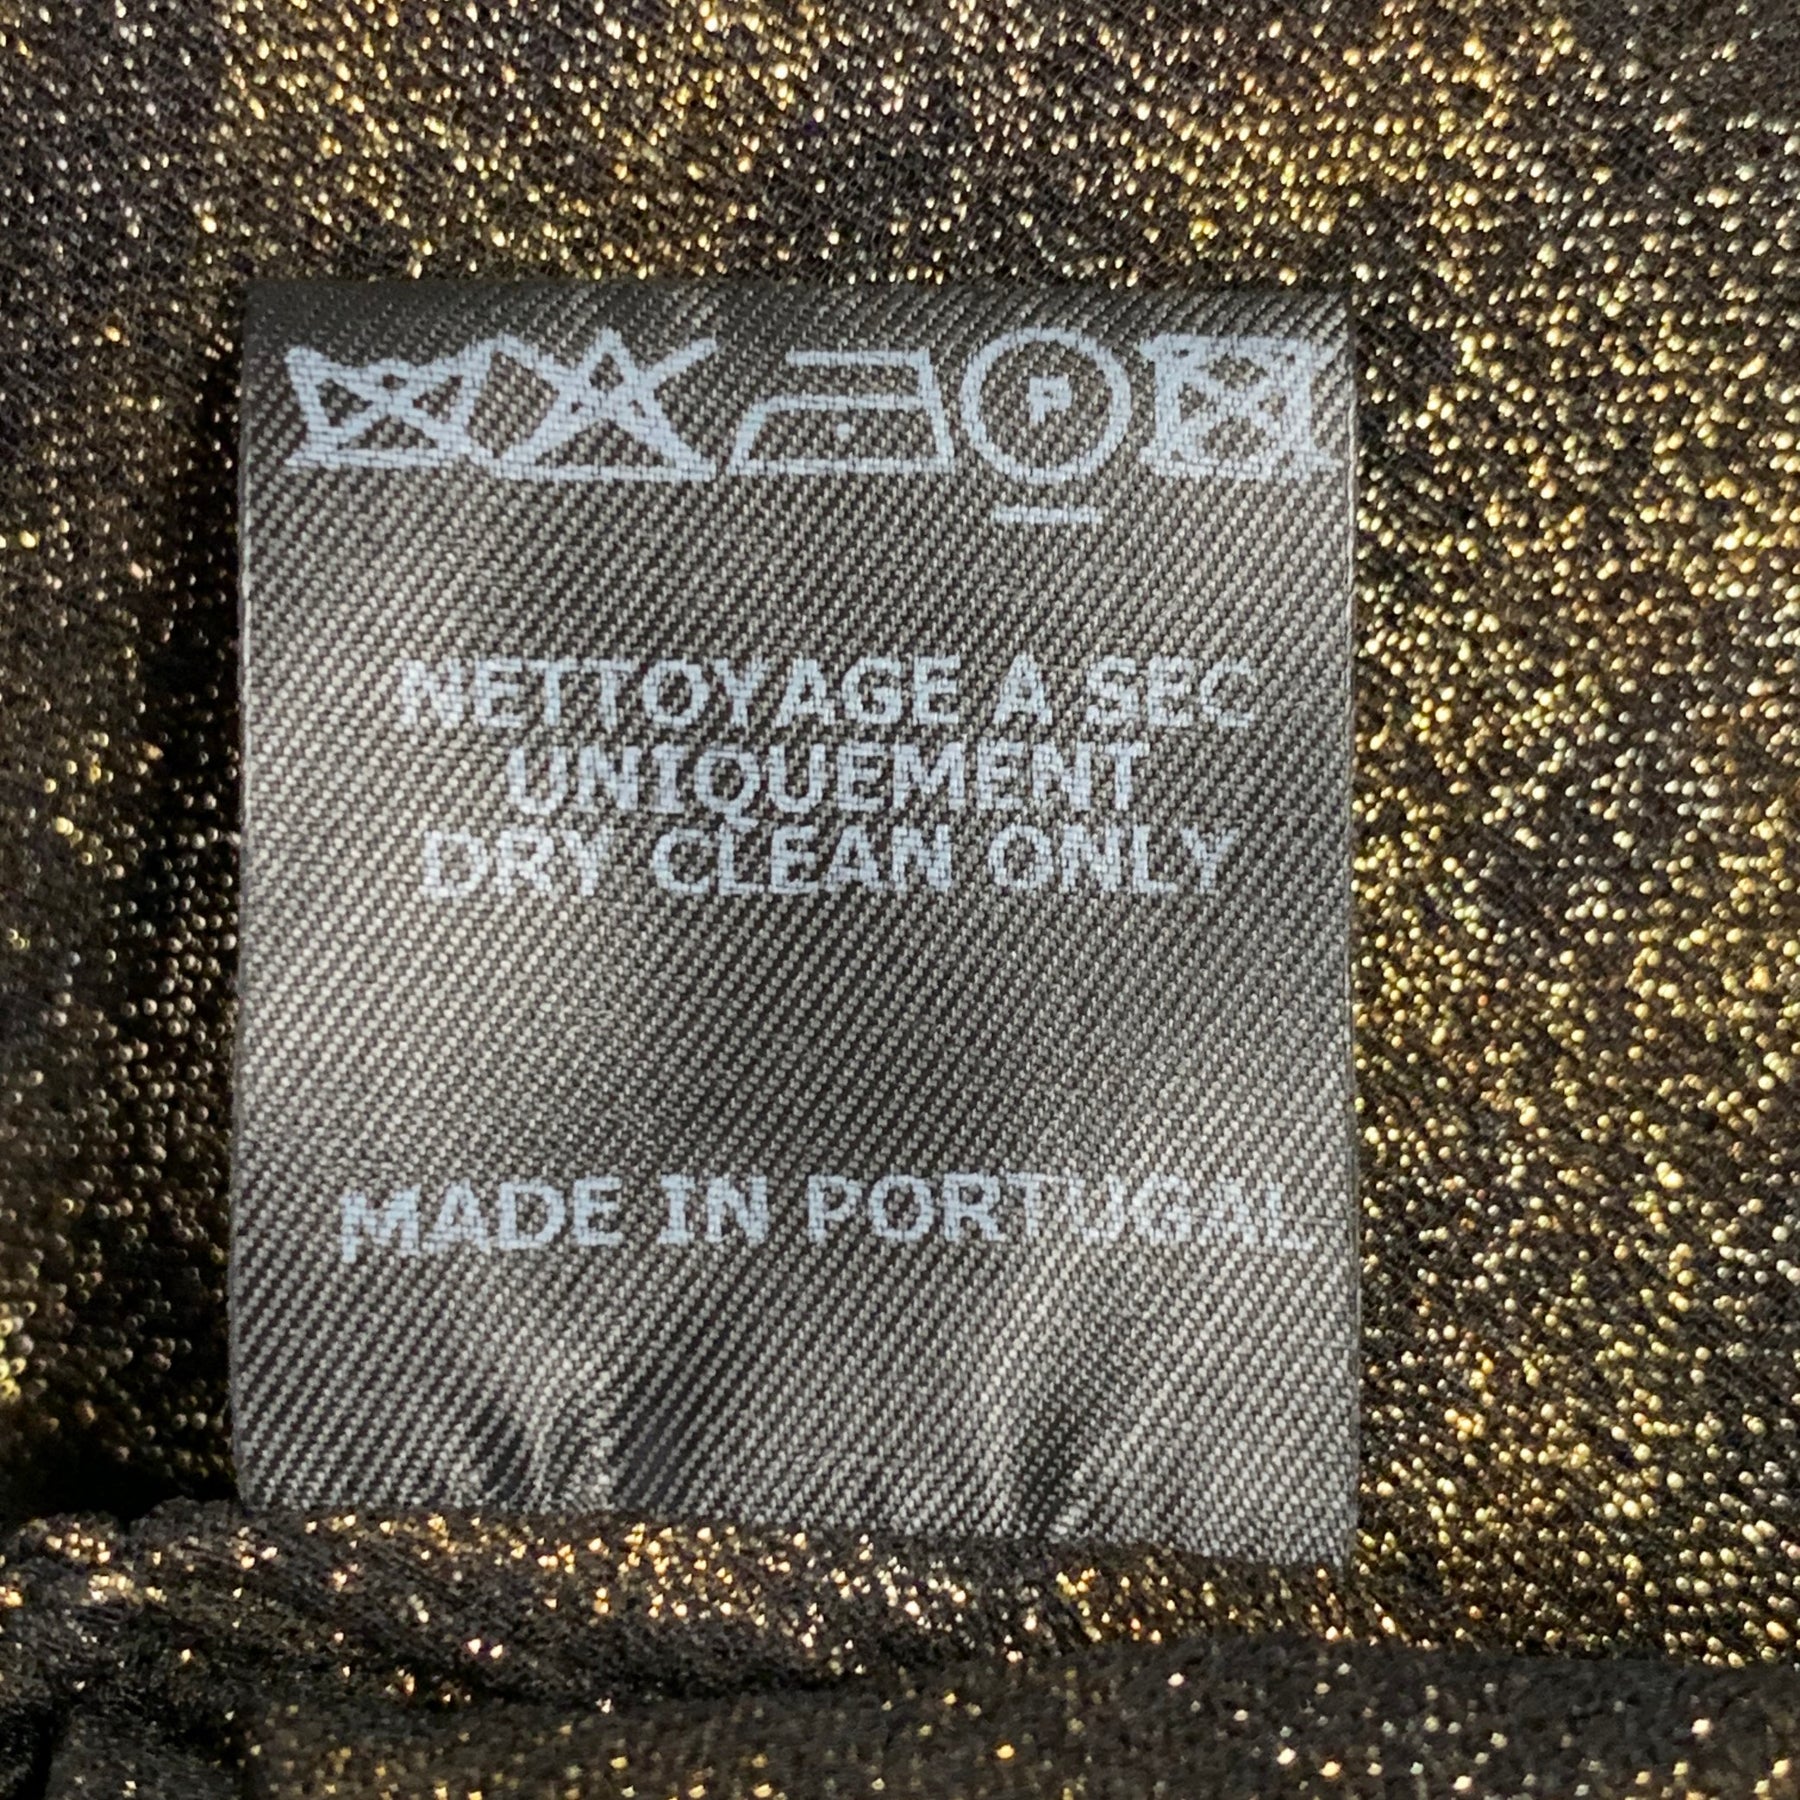 P
NETTOYAGE A SEC
UNIQUEMENT
DRY CLEAN ONLY
MADE IN PORTUGAL